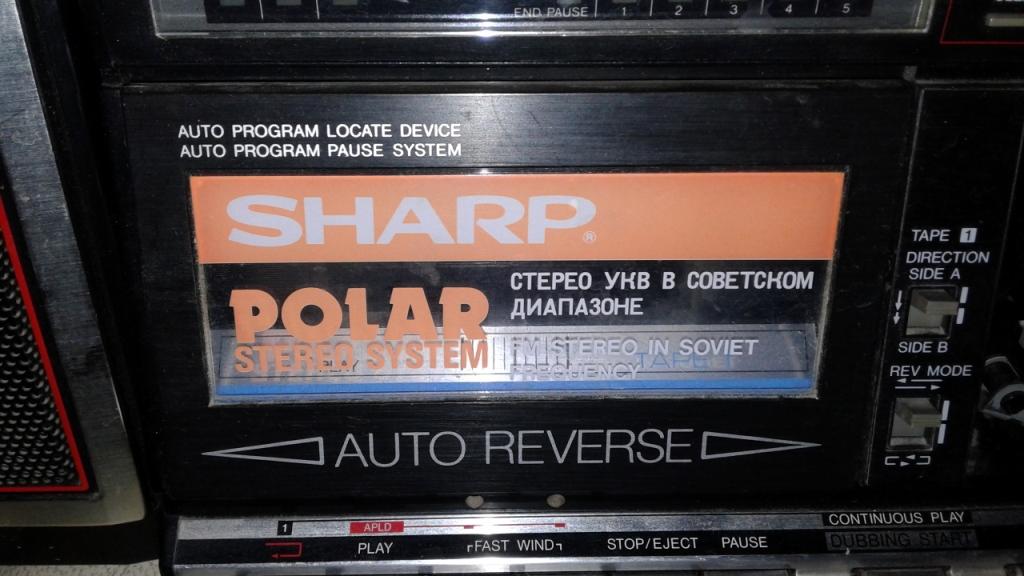 END PAUSE 1 2 3 4 5
AUTO PROGRAM LOCATE DEVICE
AUTO PROGRAM PAUSE SYSTEM
SHARP®
POLAR
STEREO SYSTEM
СТЕРЕО УКВ В СОВЕТСКОМ
ДИАПАЗОНЕ
FM STEREO IN SOVIET
FREQUENCY
AUTO REVERSE
TAPE 1
DIRECTION
SIDE A
SIDE B
REV MODE
1 APLD
PLAY FAST WIND STOP/EJECT PAUSE
CONTINUOUS PLAY
DUBBING START